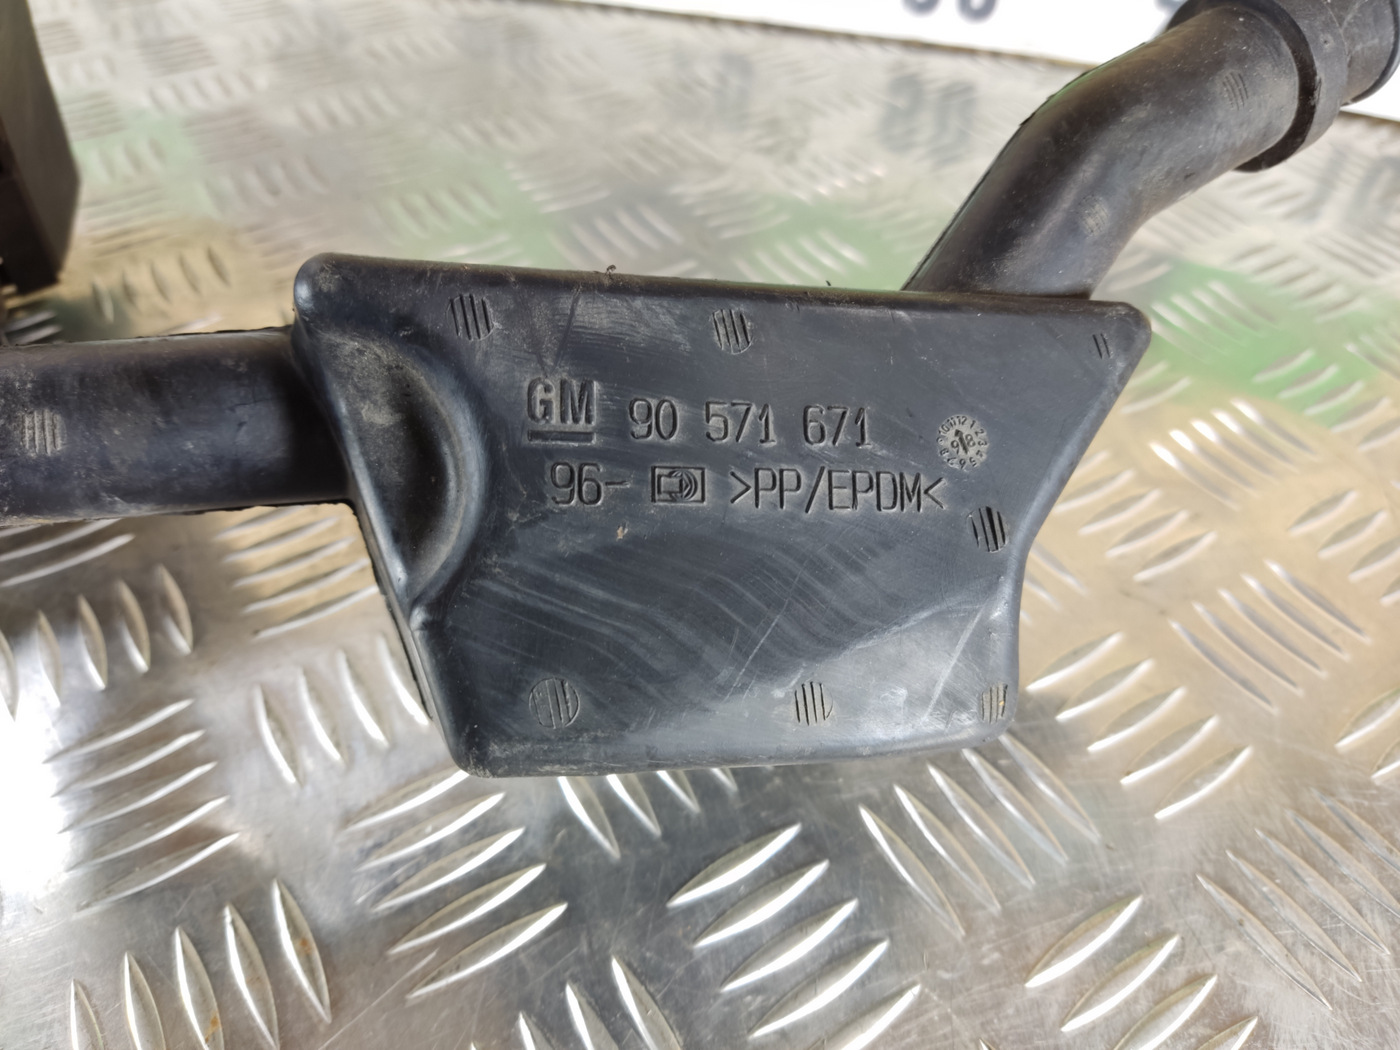 GM 90 571 671
96- >PP/EPDM<